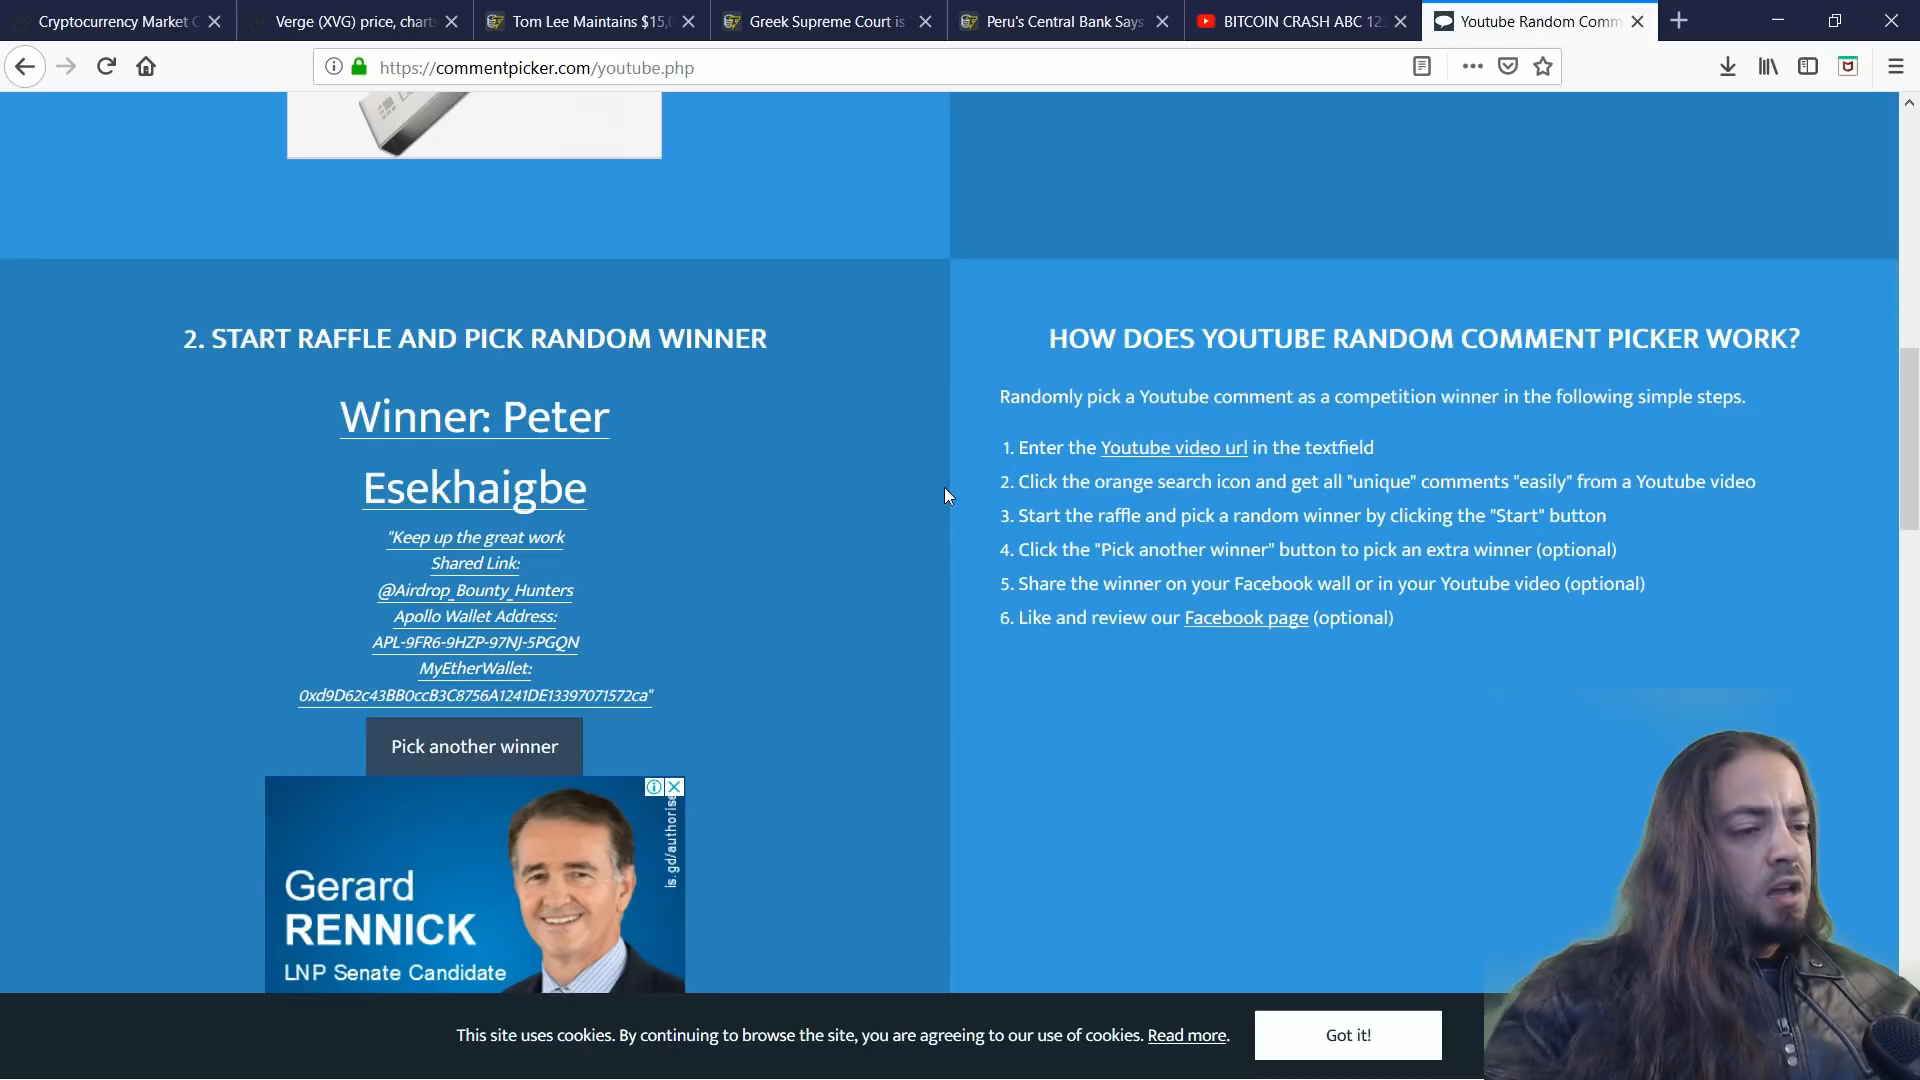 Cryptocurrency Market C
Verge (XVG) price, chart
Tom Lee Maintains $15,0
Greek Supreme Court is
Peru's Central Bank Says
BITCOIN CRASH ABC 12
Youtube Random Comm
https://commentpicker.com/youtube.php
2. START RAFFLE AND PICK RANDOM WINNER
Winner: Peter
Esekhaigbe
"Keep up the great work
Shared Link:
@Airdrop_Bounty_Hunters
Apollo Wallet Address:
APL-9FR6-9HZP-97NJ-5PGQN
MyEtherWallet:
0xd9D62c43BB0ccB3C8756A1241DE13397071572ca"
Pick another winner
Gerard
RENNICK
LNP Senate Candidate
is.gd/authorise
HOW DOES YOUTUBE RANDOM COMMENT PICKER WORK?
Randomly pick a Youtube comment as a competition winner in the following simple steps.
1. Enter the Youtube video url in the textfield
2. Click the orange search icon and get all "unique" comments "easily" from a Youtube video
3. Start the raffle and pick a random winner by clicking the "Start" button
4. Click the "Pick another winner" button to pick an extra winner (optional)
5. Share the winner on your Facebook wall or in your Youtube video (optional)
6. Like and review our Facebook page (optional)
This site uses cookies. By continuing to browse the site, you are agreeing to our use of cookies. Read more.
Got it!